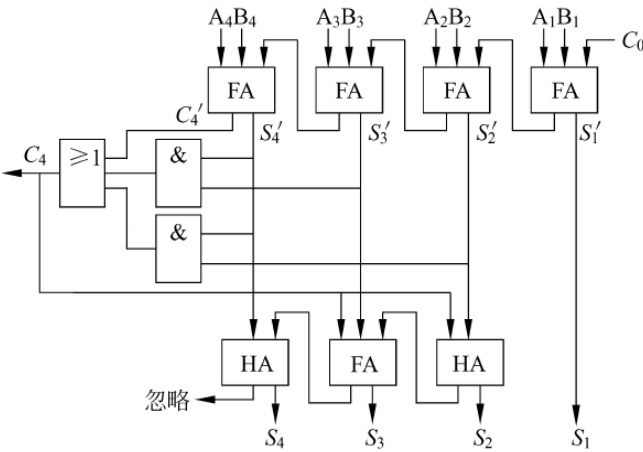 A₄B₄ A₃B₃ A₂B₂ A₁B₁
C₀
FA FA FA FA
C₄′ S₄′ S₃′ S₂′ S₁′
C₄ ≥1 &
&
HA FA HA
忽略
S₄ S₃ S₂ S₁